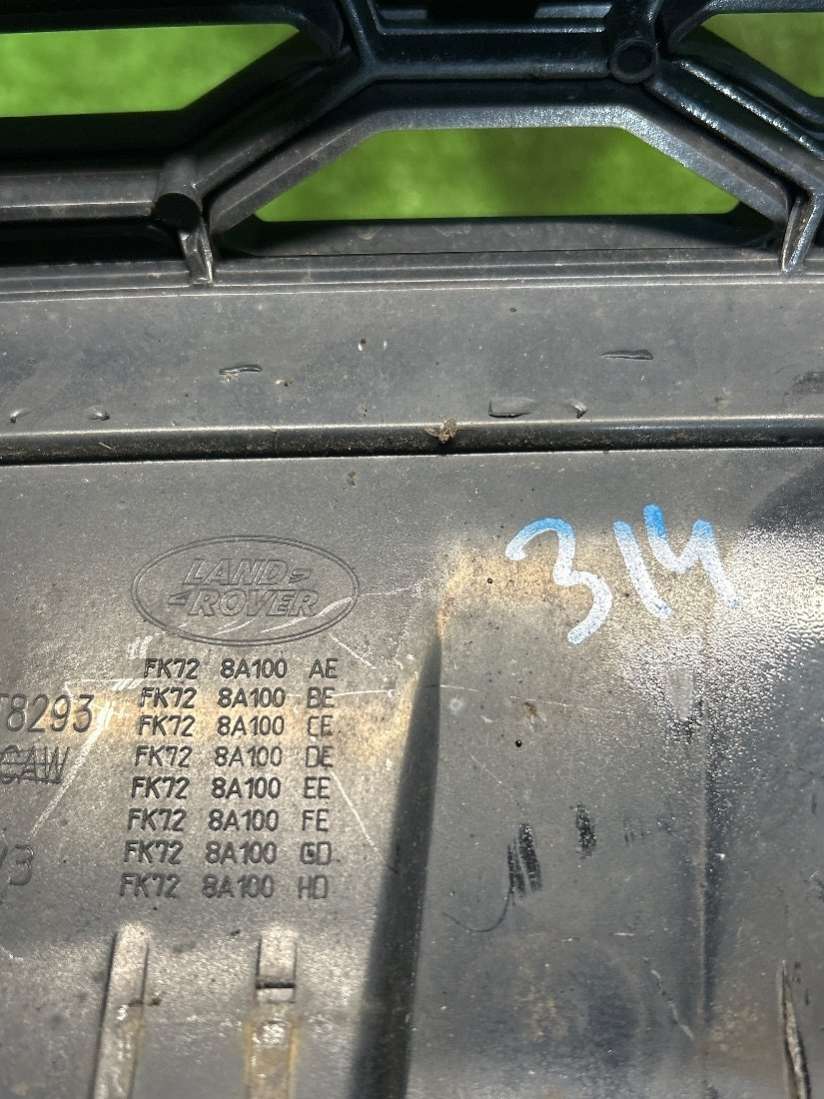 LAND
ROVER
314
FK72 8A100 AE
FK72 8A100 BE
T8293
FK72 8A100 CE
FK72 8A100 DE
CAW
FK72 8A100 EE
FK72 8A100 FE
FK72 8A100 GD
/3
FK72 8A100 HD